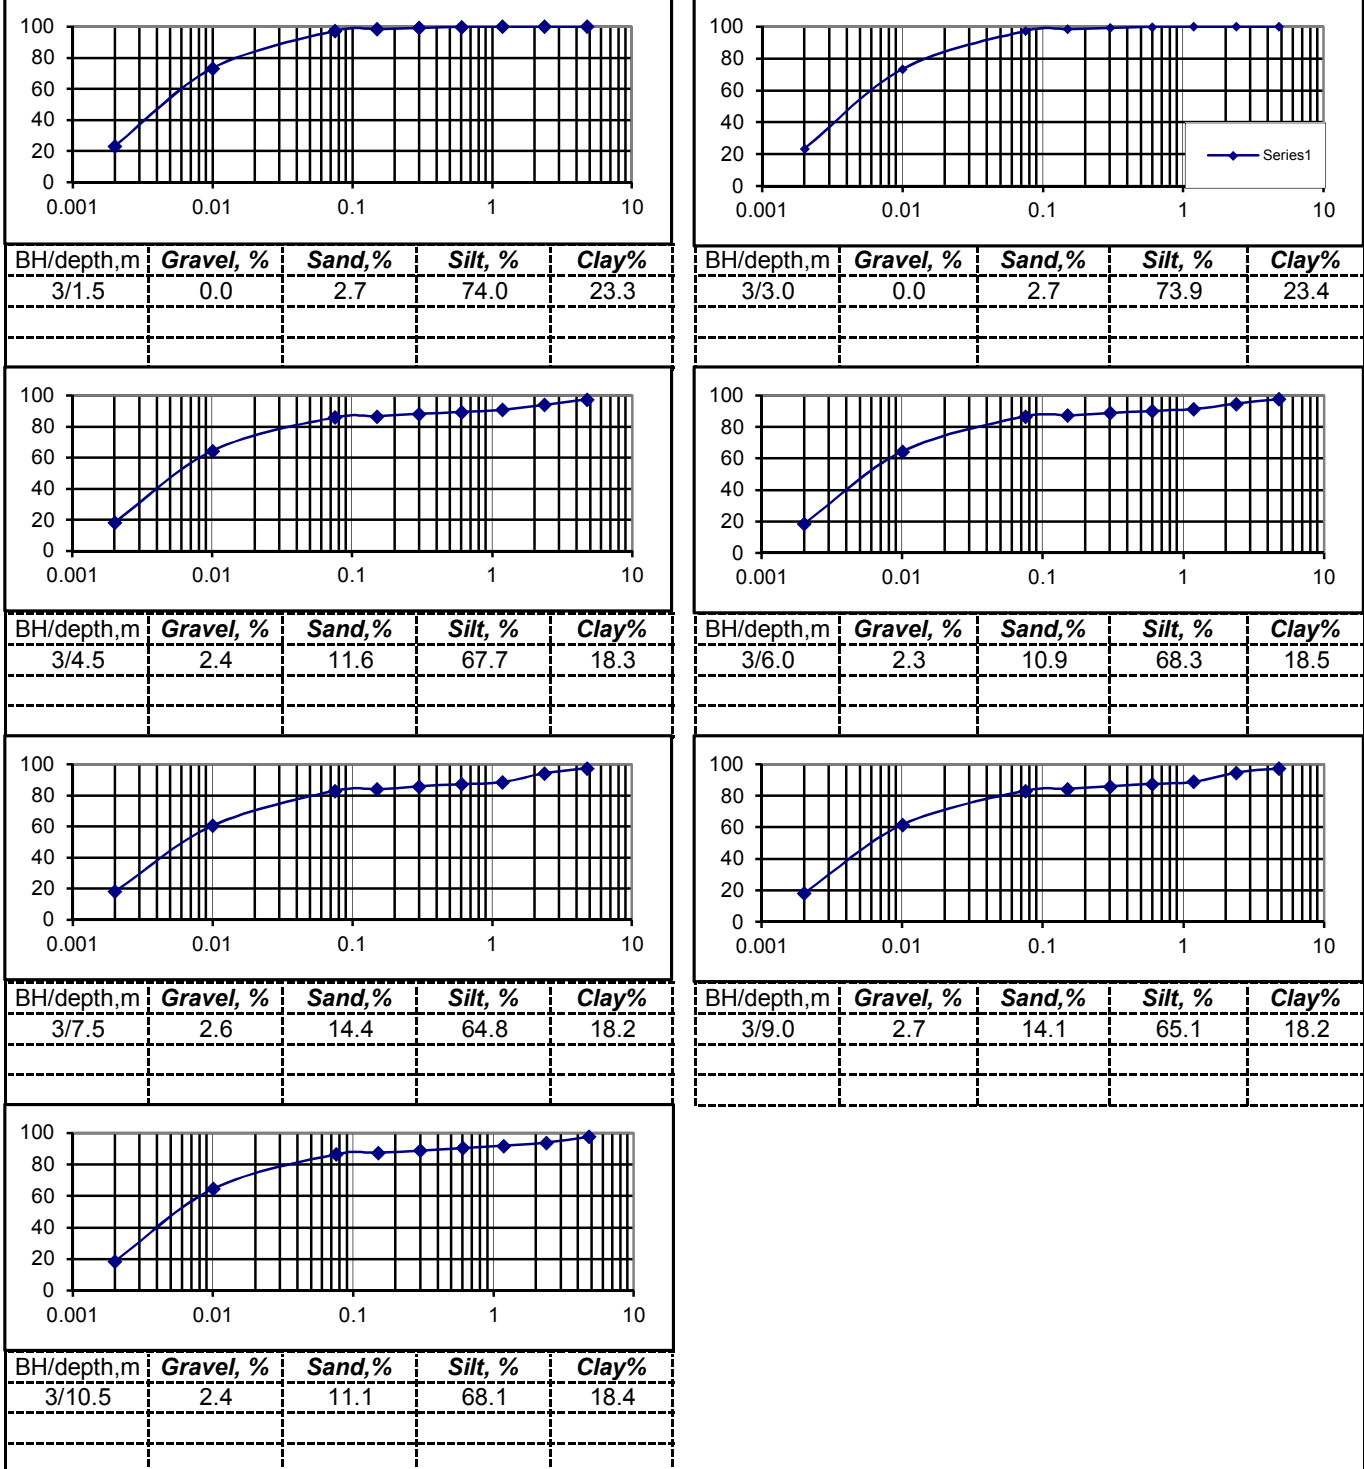 100
80
60
40
20
0
0.001 0.01 0.1 1 10
BH/depth,m Gravel, % Sand,% Silt, % Clay%
3/1.5 0.0 2.7 74.0 23.3
100
80
60
40
20
0
0.001 0.01 0.1 1 10
Series1
BH/depth,m Gravel, % Sand,% Silt, % Clay%
3/3.0 0.0 2.7 73.9 23.4
100
80
60
40
20
0
0.001 0.01 0.1 1 10
BH/depth,m Gravel, % Sand,% Silt, % Clay%
3/4.5 2.4 11.6 67.7 18.3
100
80
60
40
20
0
0.001 0.01 0.1 1 10
BH/depth,m Gravel, % Sand,% Silt, % Clay%
3/6.0 2.3 10.9 68.3 18.5
100
80
60
40
20
0
0.001 0.01 0.1 1 10
BH/depth,m Gravel, % Sand,% Silt, % Clay%
3/7.5 2.6 14.4 64.8 18.2
100
80
60
40
20
0
0.001 0.01 0.1 1 10
BH/depth,m Gravel, % Sand,% Silt, % Clay%
3/9.0 2.7 14.1 65.1 18.2
100
80
60
40
20
0
0.001 0.01 0.1 1 10
BH/depth,m Gravel, % Sand,% Silt, % Clay%
3/10.5 2.4 11.1 68.1 18.4